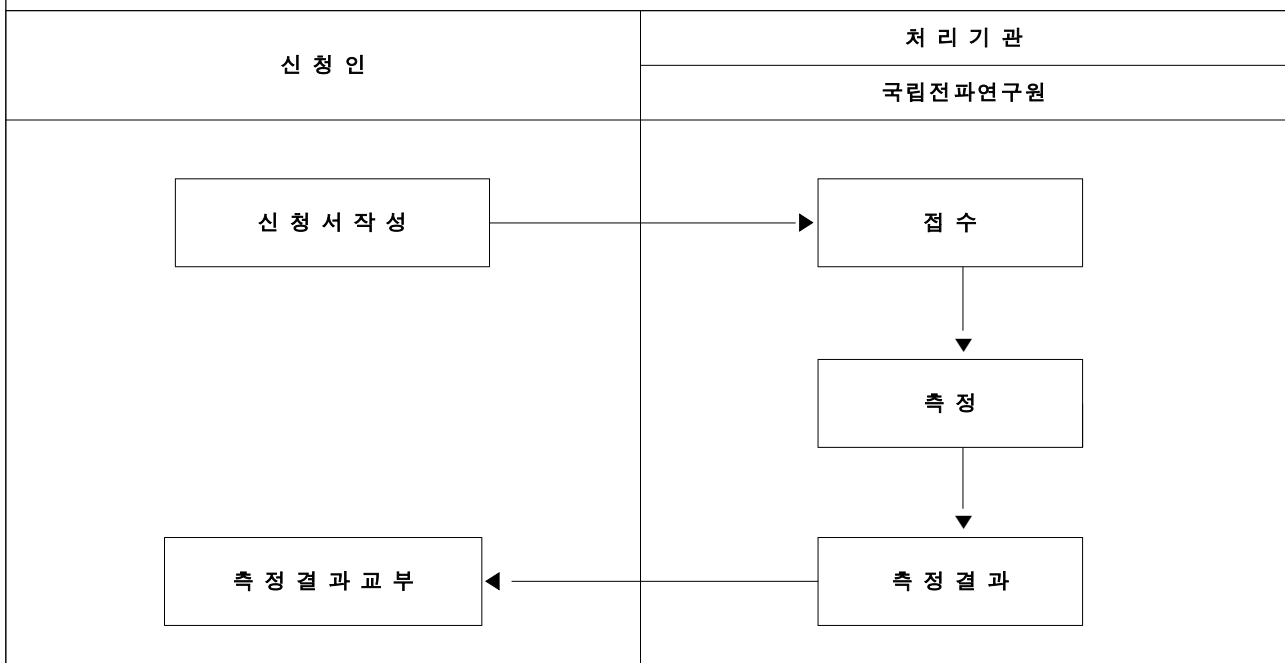 신 청 인
처 리 기 관
국립전파연구원
신 청 서 작 성
접 수
측 정
측 정 결 과 교 부
측 정 결 과